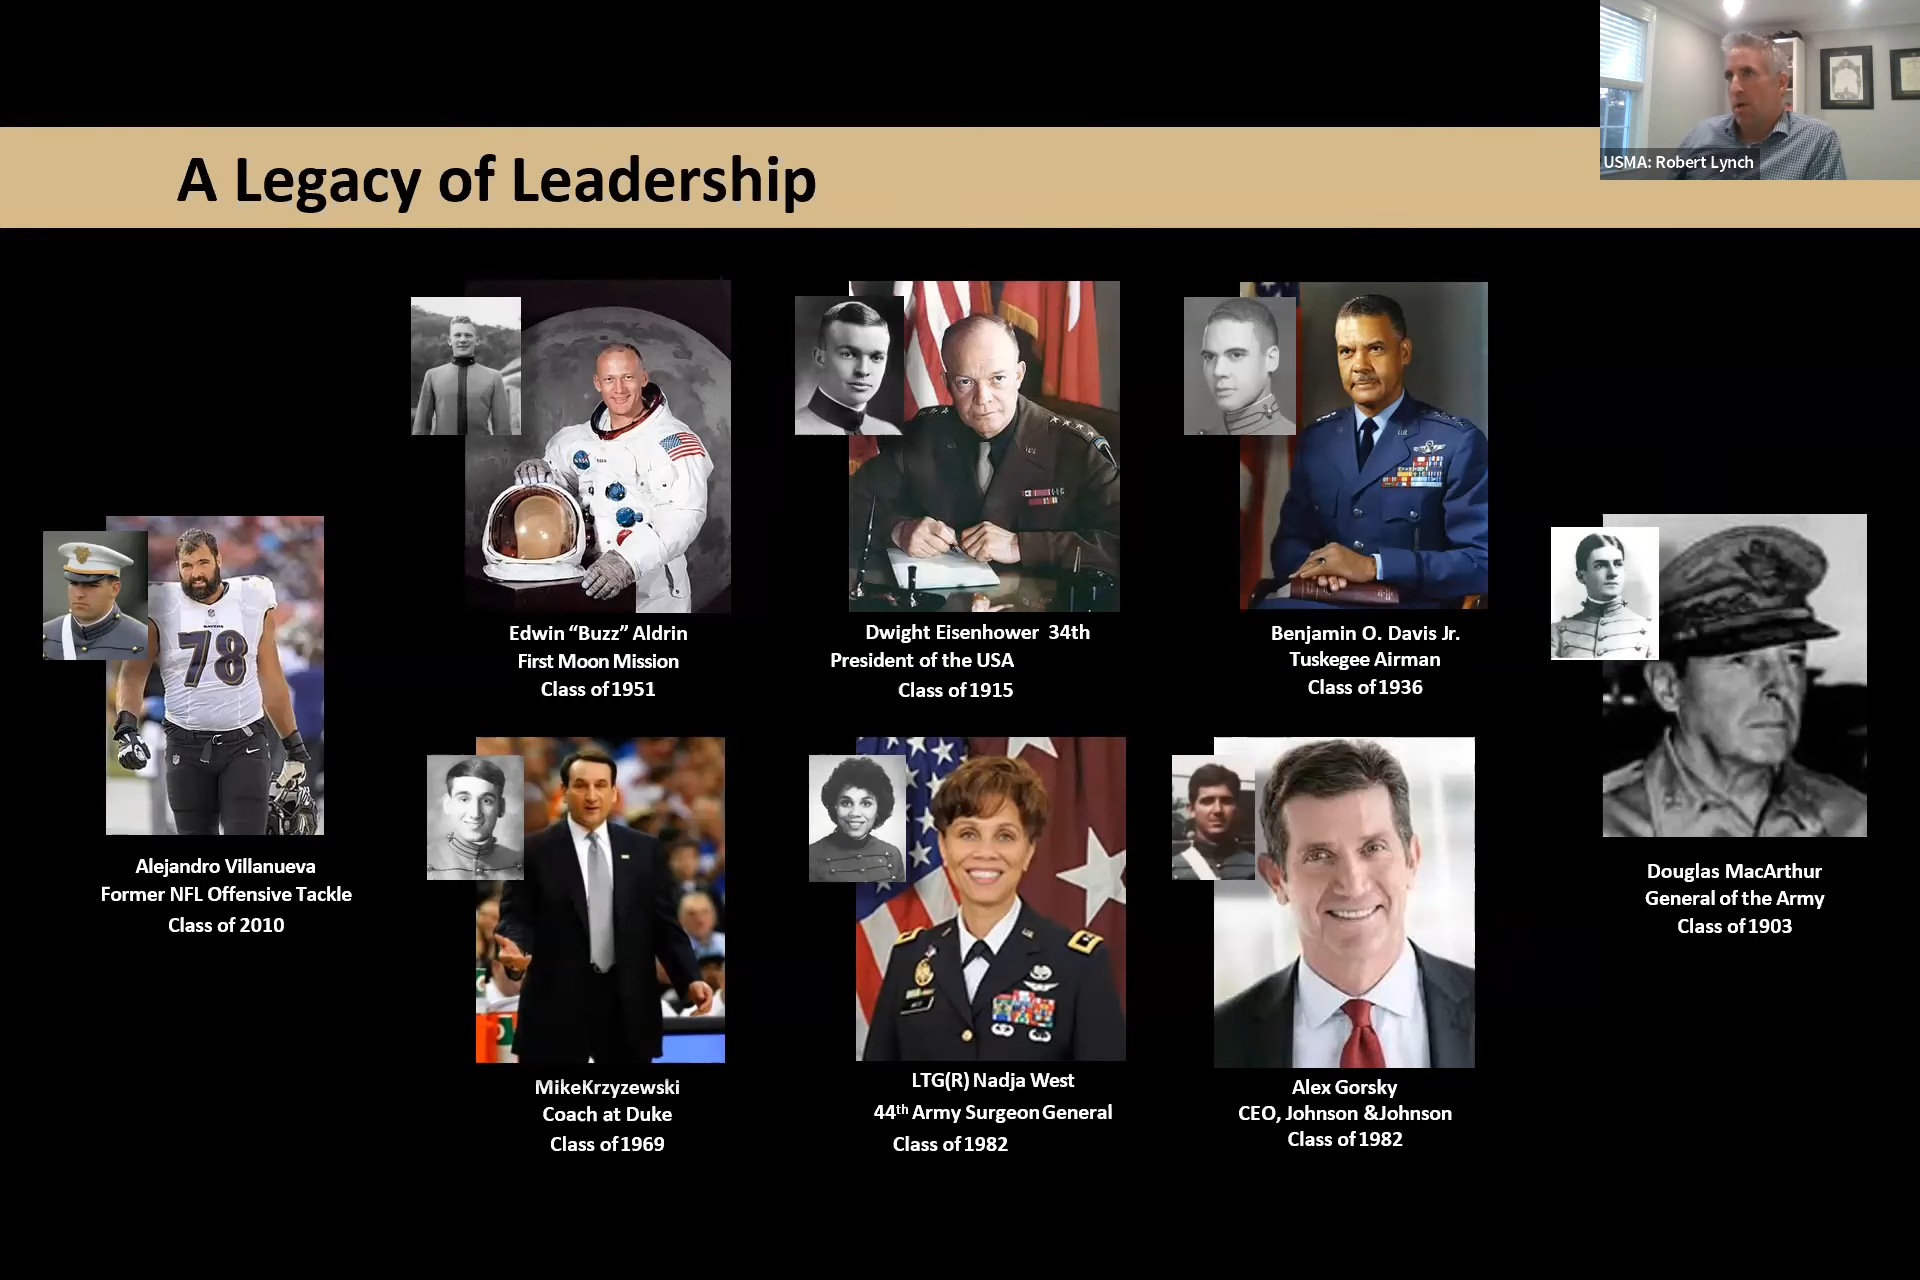 USMA: Robert Lynch
A Legacy of Leadership
Edwin “Buzz” Aldrin
First Moon Mission
Class of 1951
Dwight Eisenhower 34th
President of the USA
Class of 1915
Benjamin O. Davis Jr.
Tuskegee Airman
Class of 1936
78
Alejandro Villanueva
Former NFL Offensive Tackle
Class of 2010
Douglas MacArthur
General of the Army
Class of 1903
MikeKrzyzewski
Coach at Duke
Class of 1969
LTG(R) Nadja West
44th Army Surgeon General
Class of 1982
Alex Gorsky
CEO, Johnson &Johnson
Class of 1982